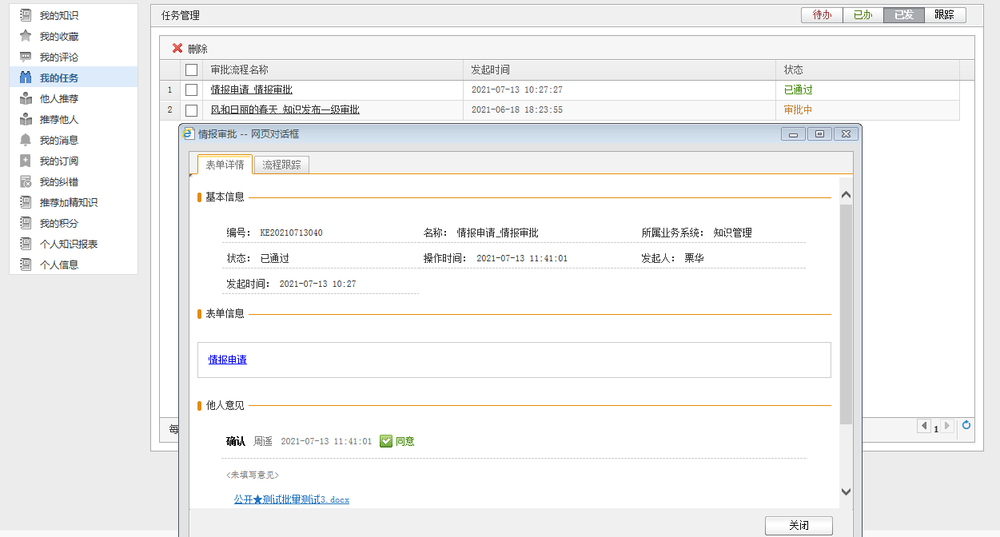 我的知识
我的收藏
我的评论
我的任务
他人推荐
推荐他人
我的消息
我的订阅
我的纠错
推荐加精知识
我的积分
个人知识报表
个人信息
任务管理
待办 已办 已发 跟踪
删除
审批流程名称 发起时间 状态
1 情报申请_情报审批 2021-07-13 10:27:27 已通过
2 风和日丽的春天_知识发布一级审批 2021-06-18 18:23:55 审批中
情报审批 -- 网页对话框
表单详情 流程跟踪
基本信息
编号: KE20210713040 名称: 情报申请_情报审批 所属业务系统: 知识管理
状态: 已通过 操作时间: 2021-07-13 11:41:01 发起人: 栗华
发起时间: 2021-07-13 10:27
表单信息
情报申请
他人意见
每
1
确认 周遥 2021-07-13 11:41:01 同意
<未填写意见>
公开★测试批量测试3.docx
关闭